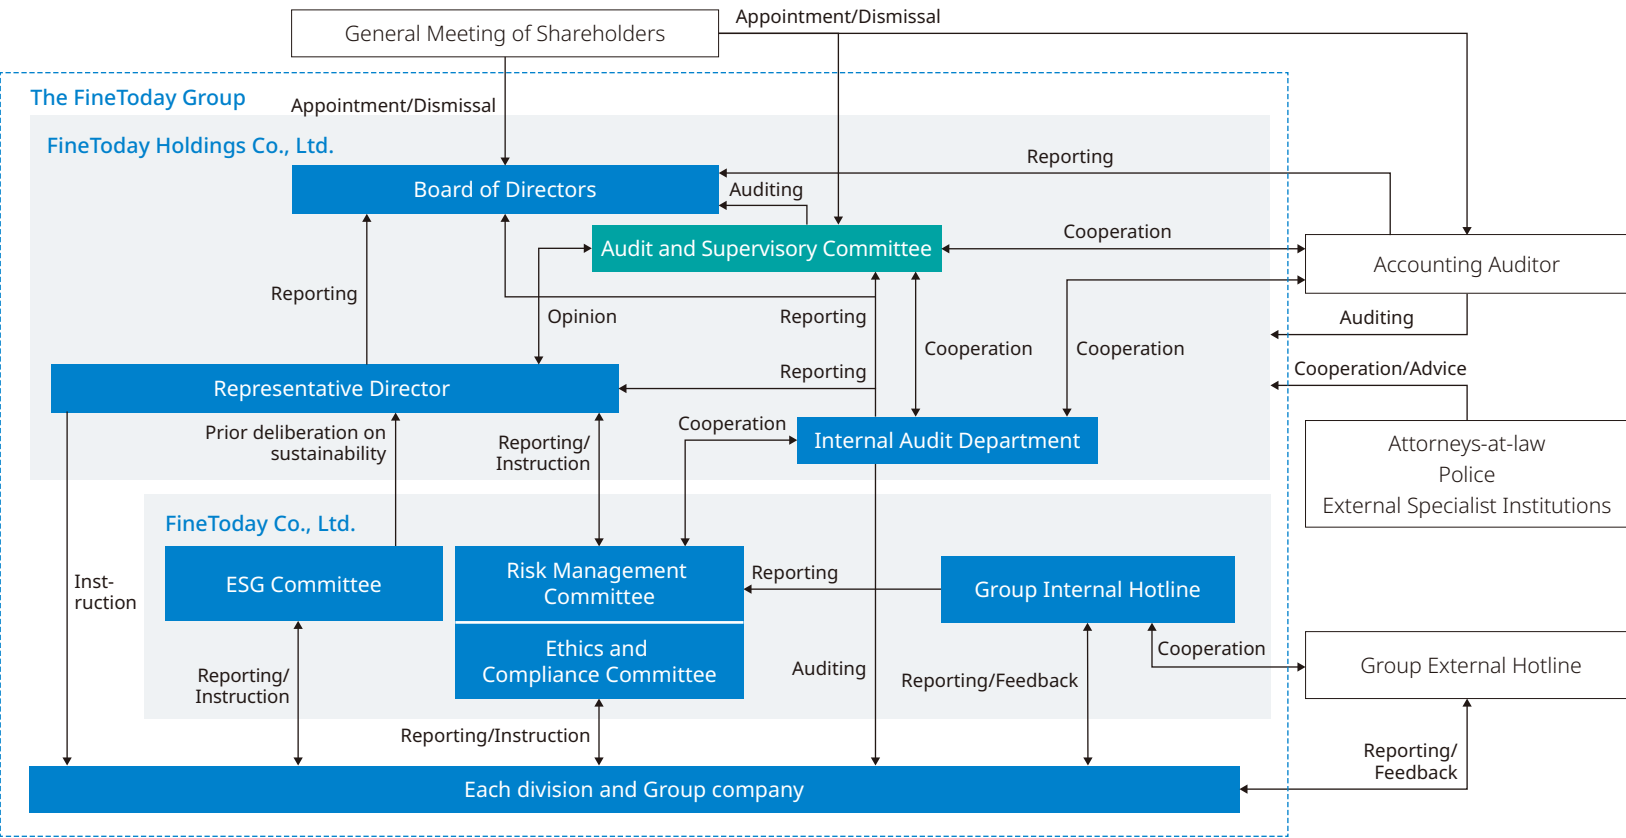 Appointment/Dismissal
General Meeting of Shareholders
The FineToday Group
Appointment/Dismissal
FineToday Holdings Co., Ltd.
Reporting
Board of Directors
Auditing
Audit and Supervisory Committee
Cooperation
Accounting Auditor
Reporting
Opinion
Reporting
Auditing
Cooperation
Cooperation
Reporting
Cooperation/Advice
Representative Director
Prior deliberation on
sustainability
Reporting/
Instruction
Cooperation
Internal Audit Department
Attorneys-at-law
Police
External Specialist Institutions
FineToday Co., Ltd.
Inst-
ruction
ESG Committee
Risk Management
Committee
Reporting
Group Internal Hotline
Ethics and
Compliance Committee
Cooperation
Group External Hotline
Reporting/
Instruction
Auditing
Reporting/Feedback
Reporting/Instruction
Reporting/
Feedback
Each division and Group company